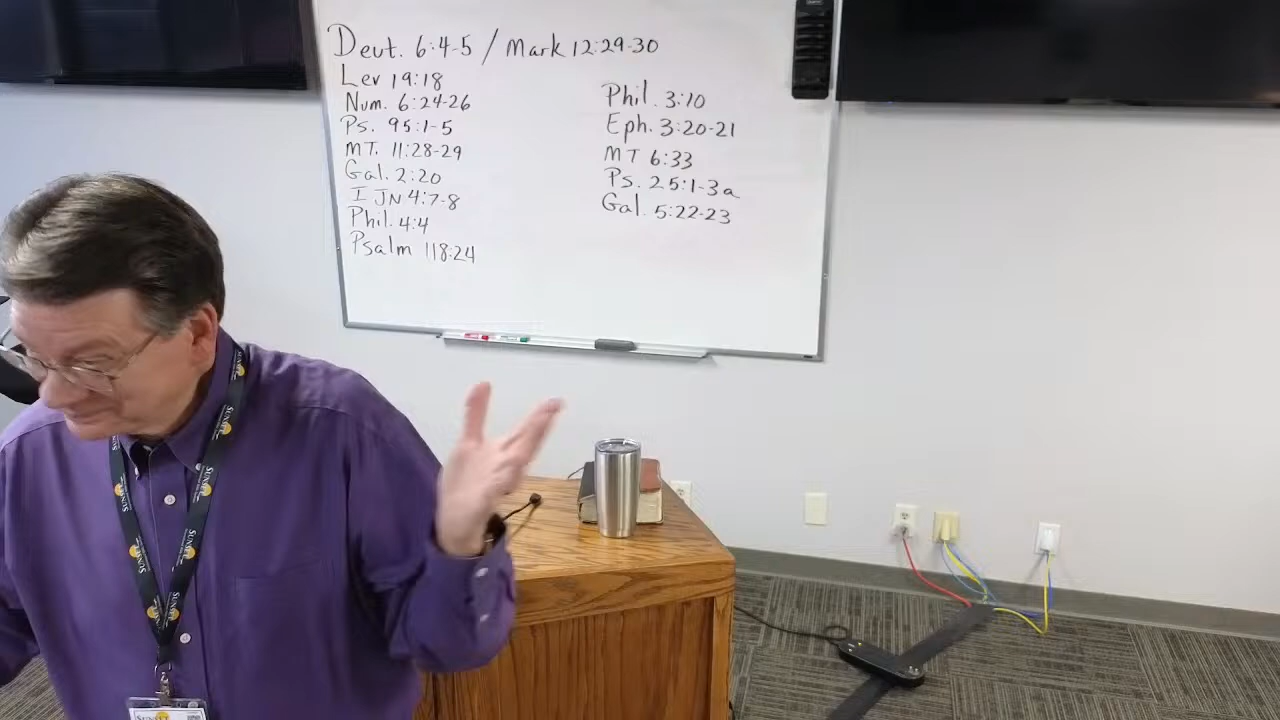 Deut. 6:4-5 / Mark 12:29-30
Lev 19:18
Num. 6:24-26
Ps. 95:1-5
MT. 11:28-29
Gal. 2:20
I JN 4:7-8
Phil. 4:4
Psalm 118:24
Phil. 3:10
Eph. 3:20-21
MT 6:33
Ps. 25:1-3a
Gal. 5:22-23